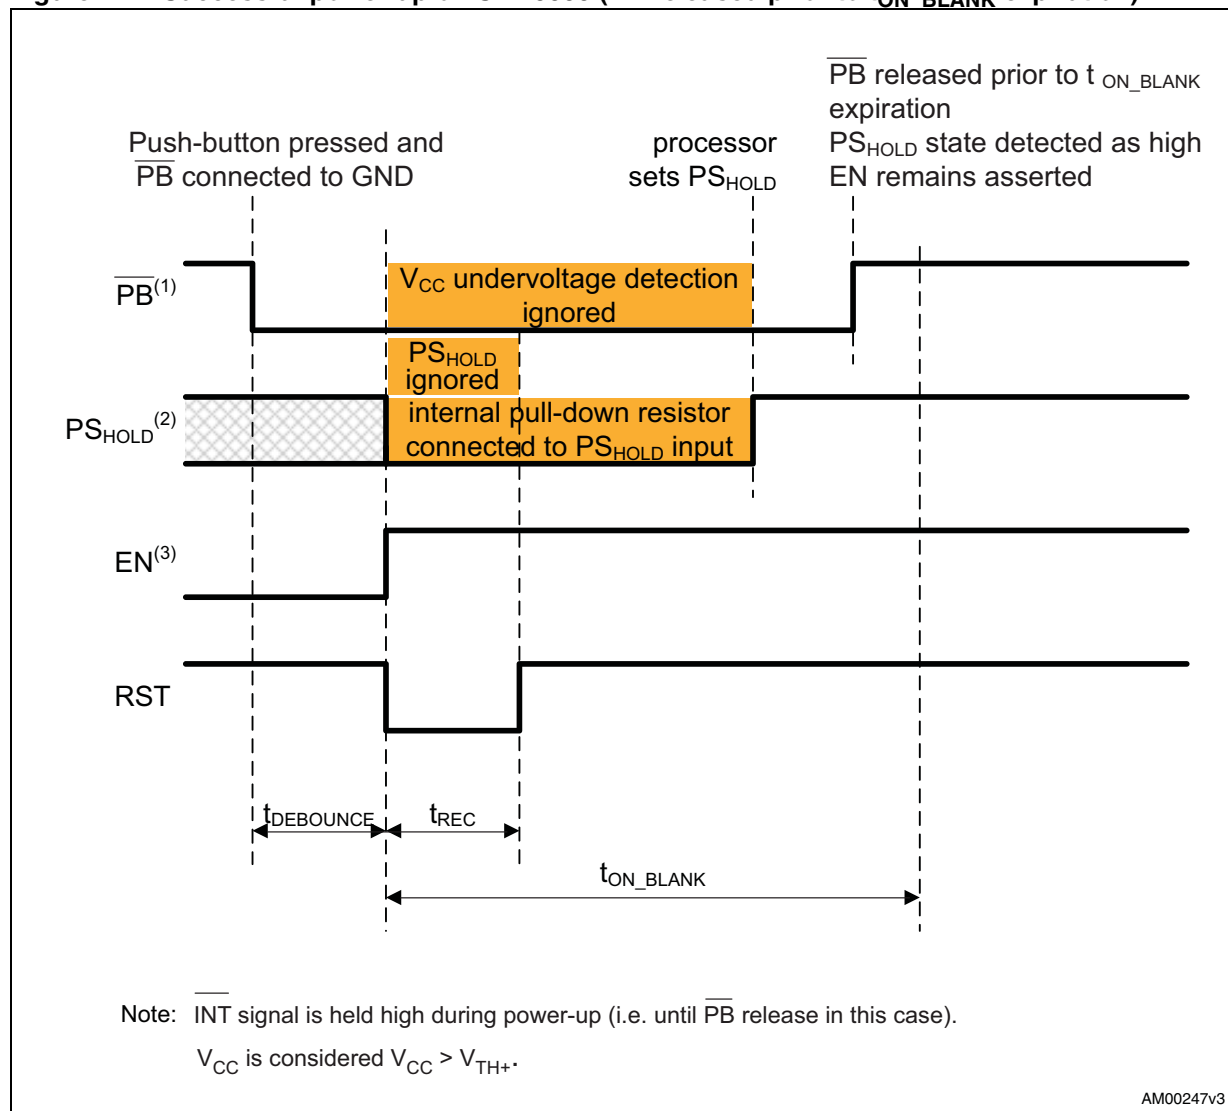 PB released prior to t ON_BLANK
expiration
Push-button pressed and
processor
PSHOLD state detected as high
PB connected to GND
sets PSHOLD
EN remains asserted
PB(1)
VCC undervoltage detection
ignored
PSHOLD
ignored
PSHOLD(2)
internal pull-down resistor
connected to PSHOLD input
EN(3)
RST
tDEBOUNCE
tREC
tON_BLANK
Note: INT signal is held high during power-up (i.e. until PB release in this case).
VCC is considered VCC > VTH+.
AM00247v3